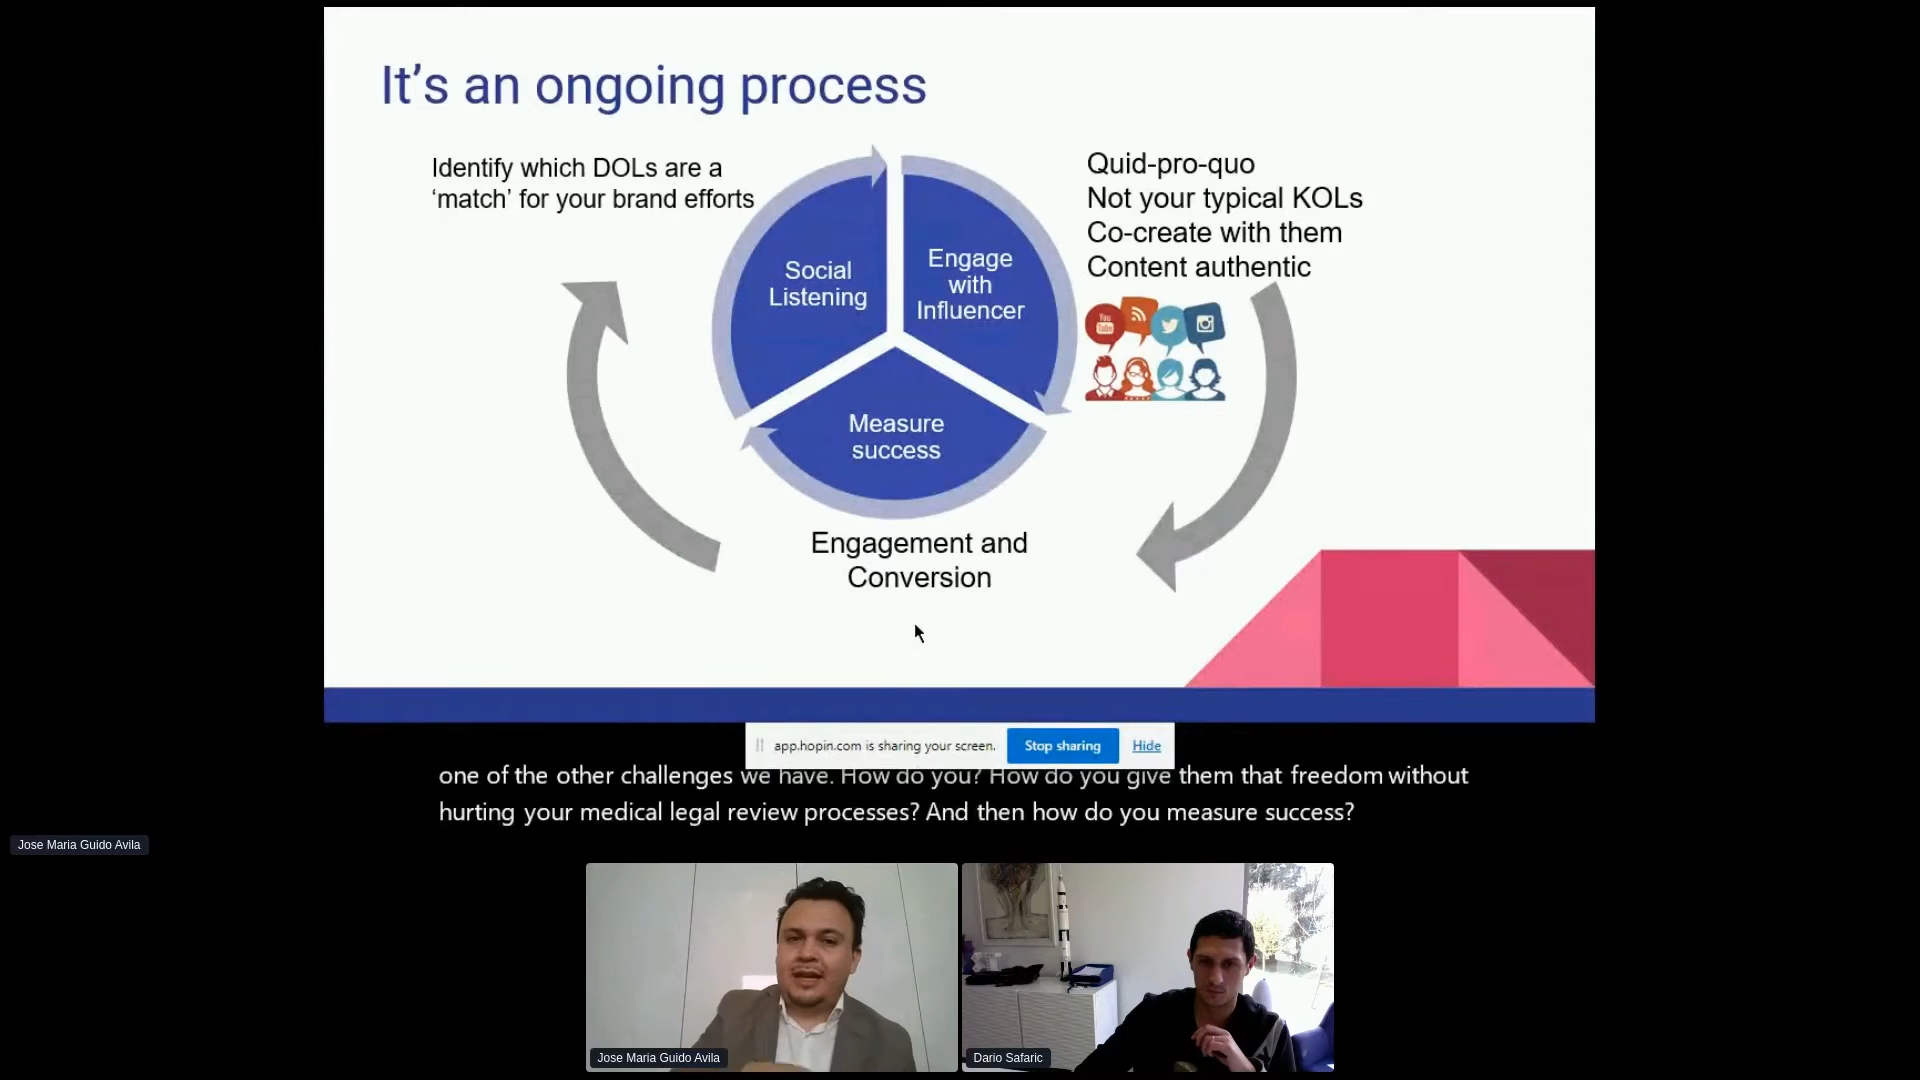 It's an ongoing process
Identify which DOLs are a
'match' for your brand efforts
Quid-pro-quo
Not your typical KOLs
Co-create with them
Content authentic
Social
Listening
Engage
with
Influencer
You
Tube
Measure
success
Engagement and
Conversion
app.hopin.com is sharing your screen.
Stop sharing
Hide
one of the other challenges we have. How do you? How do you give them that freedom without
hurting your medical legal review processes? And then how do you measure success?
Jose Maria Guido Avila
Jose Maria Guido Avila
Dario Safaric